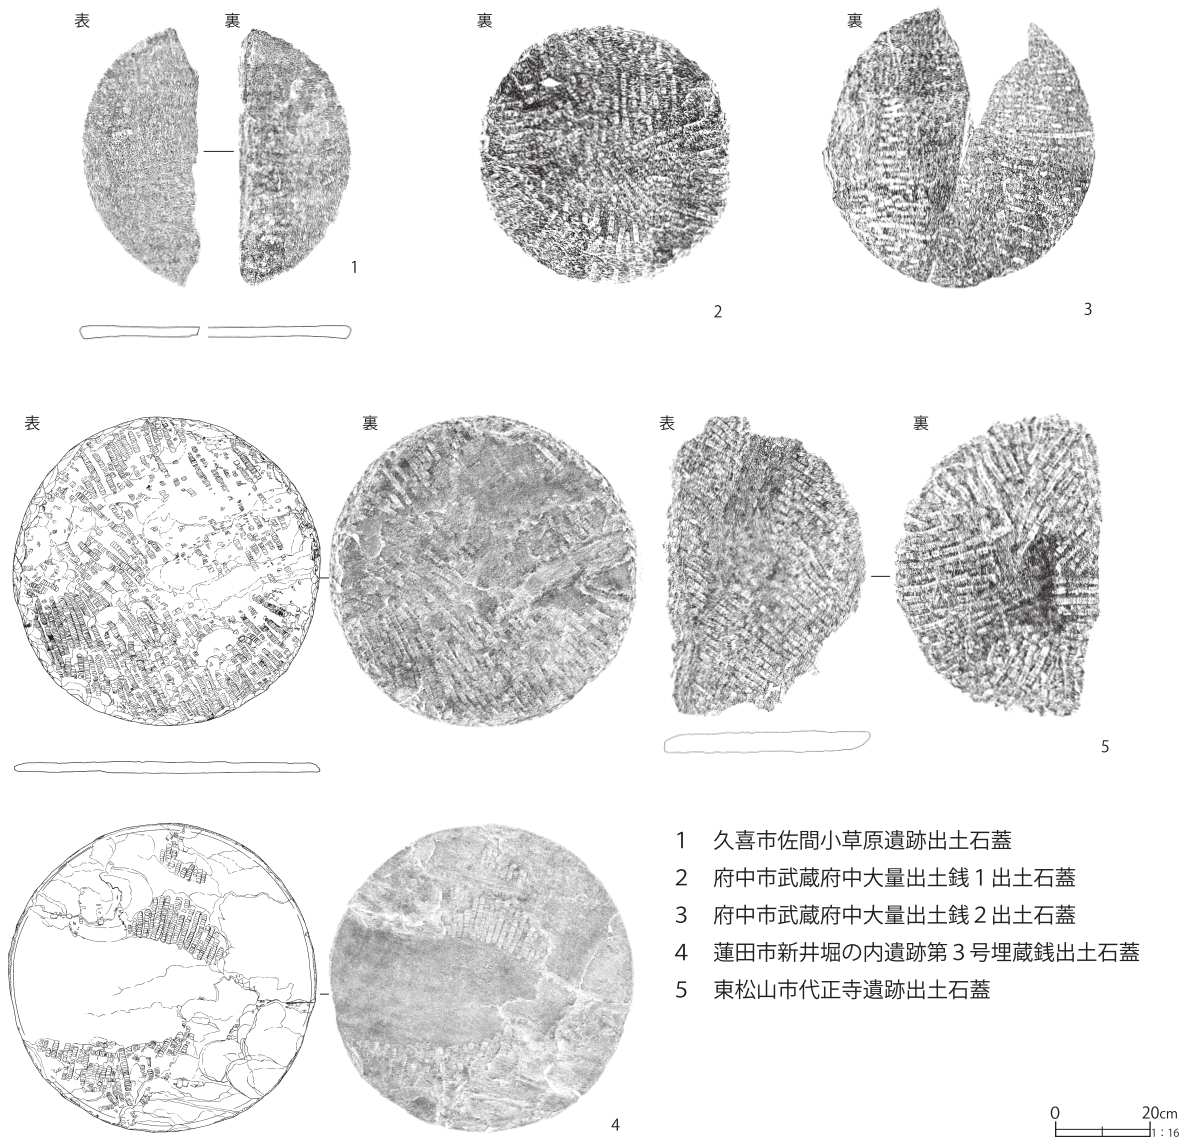 表
裏
裏
裏
1
2
3
表
裏
表
裏
5
4
1 久喜市佐間小草原遺跡出土石蓋
2 府中市武蔵府中大量出土銭1出土石蓋
3 府中市武蔵府中大量出土銭2出土石蓋
4 蓮田市新井堀の内遺跡第3号埋蔵銭出土石蓋
5 東松山市代正寺遺跡出土石蓋
0 20cm
1：16